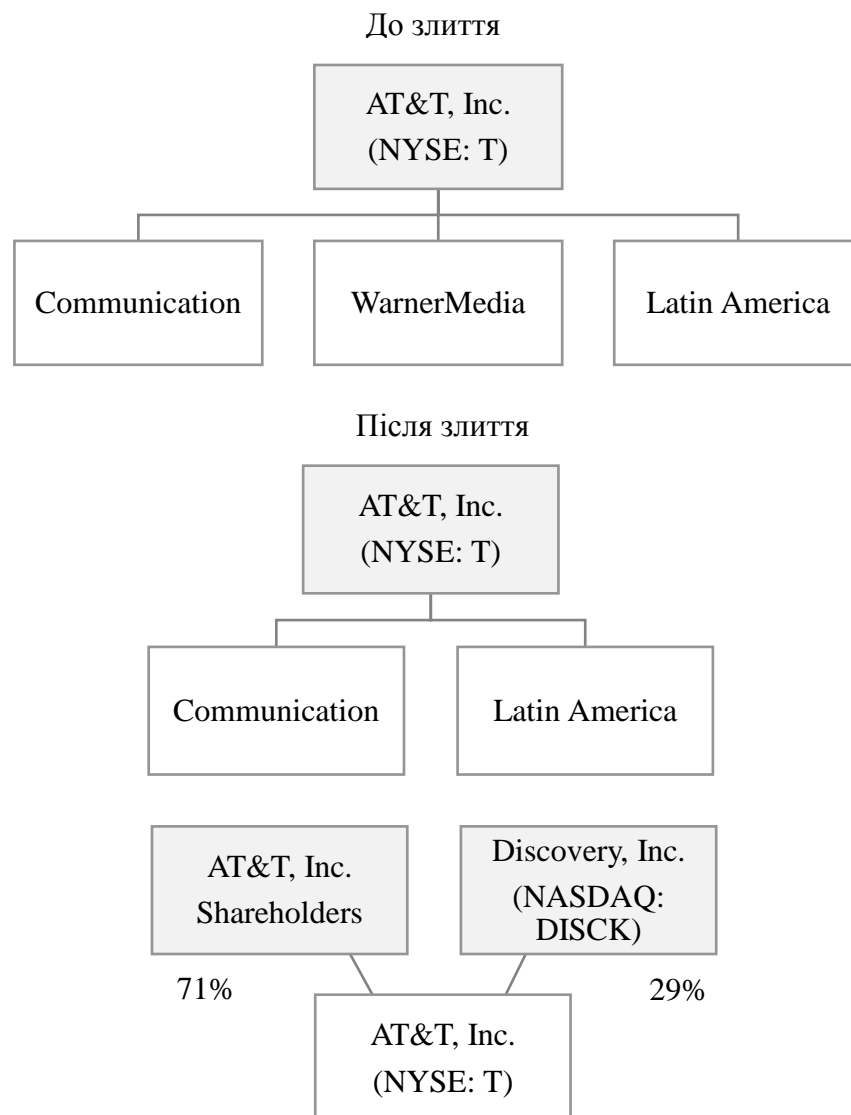 До злиття
AT&T, Inc.
(NYSE: T)
Communication
WarnerMedia
Latin America
Після злиття
AT&T, Inc.
(NYSE: T)
Communication
Latin America
AT&T, Inc.
Shareholders
Discovery, Inc.
(NASDAQ:
DISCK)
71%
29%
AT&T, Inc.
(NYSE: T)